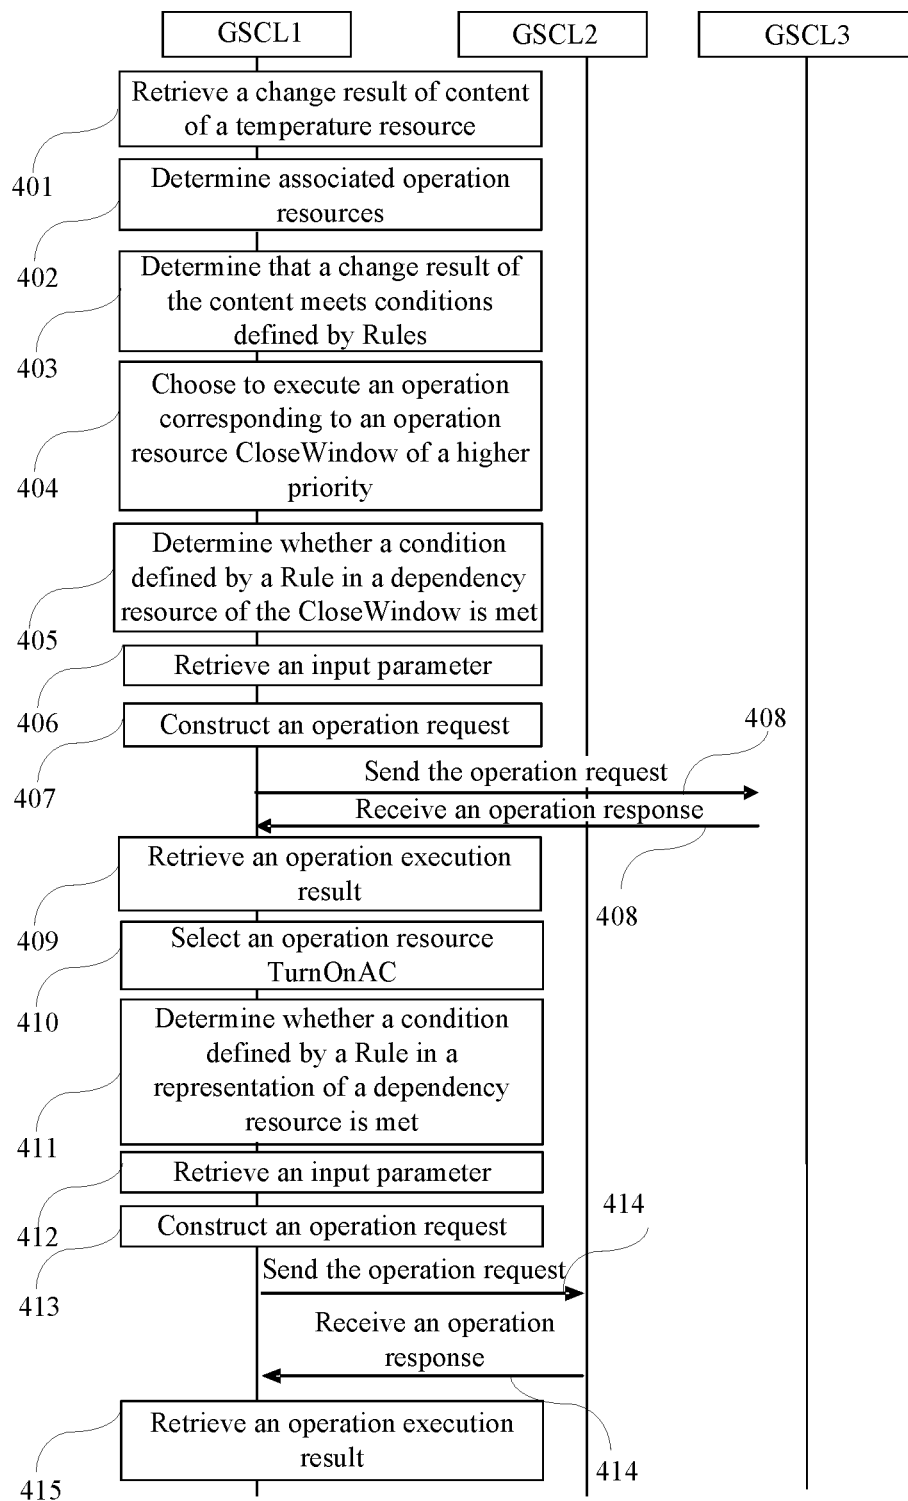 GSCL1
GSCL2
GSCL3
Retrieve a change result of content
of a temperature resource
401
Determine associated operation
resources
402
Determine that a change result of
the content meets conditions
defined by Rules
403
Choose to execute an operation
corresponding to an operation
resource CloseWindow of a higher
priority
404
Determine whether a condition
defined by a Rule in a dependency
resource of the CloseWindow is met
405
Retrieve an input parameter
406
Construct an operation request
407
408
Send the operation request
Receive an operation response
408
Retrieve an operation execution
result
409
Select an operation resource
TurnOnAC
410
Determine whether a condition
defined by a Rule in a
representation of a dependency
resource is met
411
Retrieve an input parameter
412
Construct an operation request
413
414
Send the operation request
Receive an operation
response
414
Retrieve an operation execution
result
415